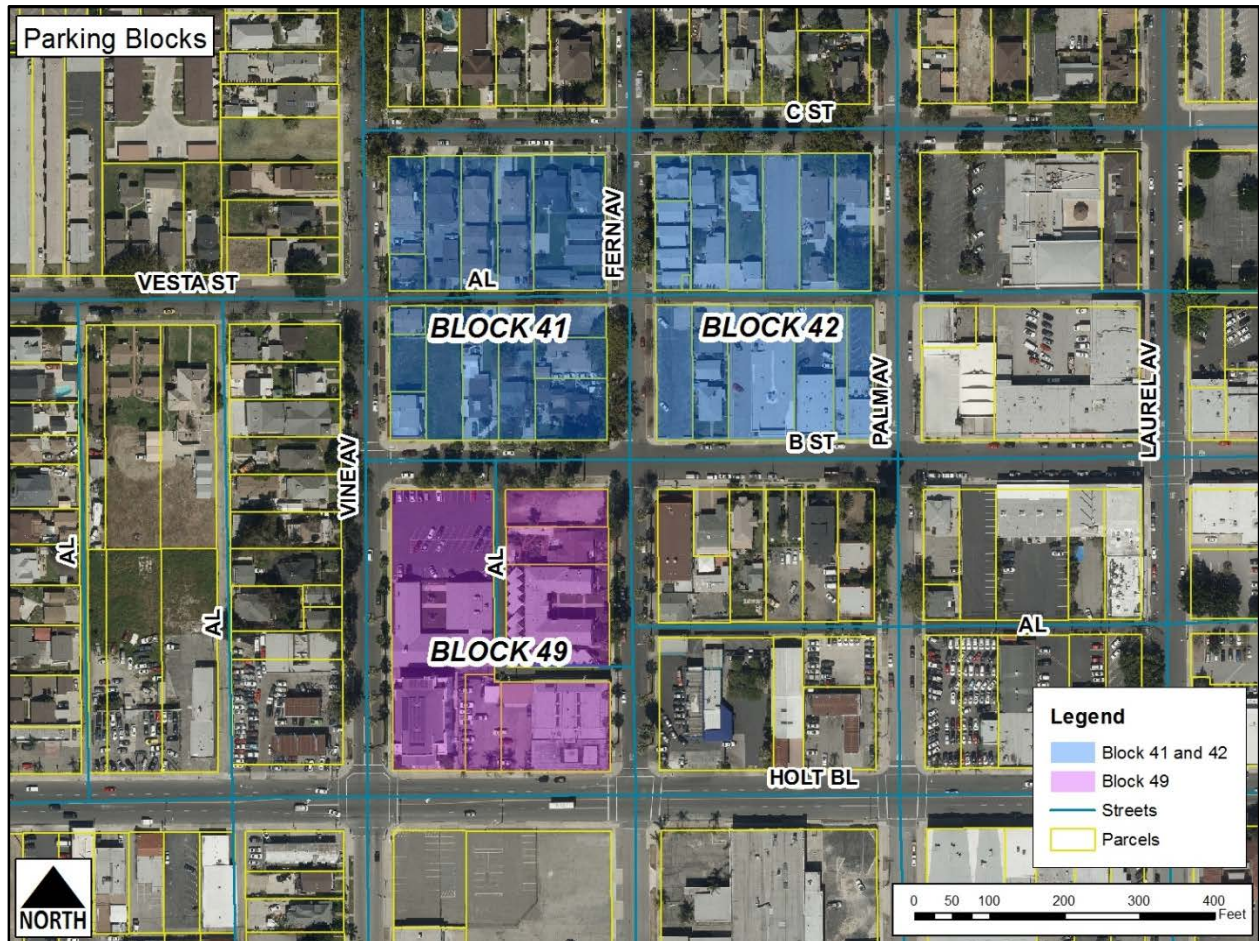 Parking Blocks
C ST
FERN AV
VESTA ST
AL
BLOCK 41
BLOCK 42
PALM AV
LAUREL AV
B ST
VINE AV
AL
AL
AL
BLOCK 49
AL
HOLT BL
Legend
Block 41 and 42
Block 49
Streets
Parcels
NORTH
0 50 100 200 300 400
Feet